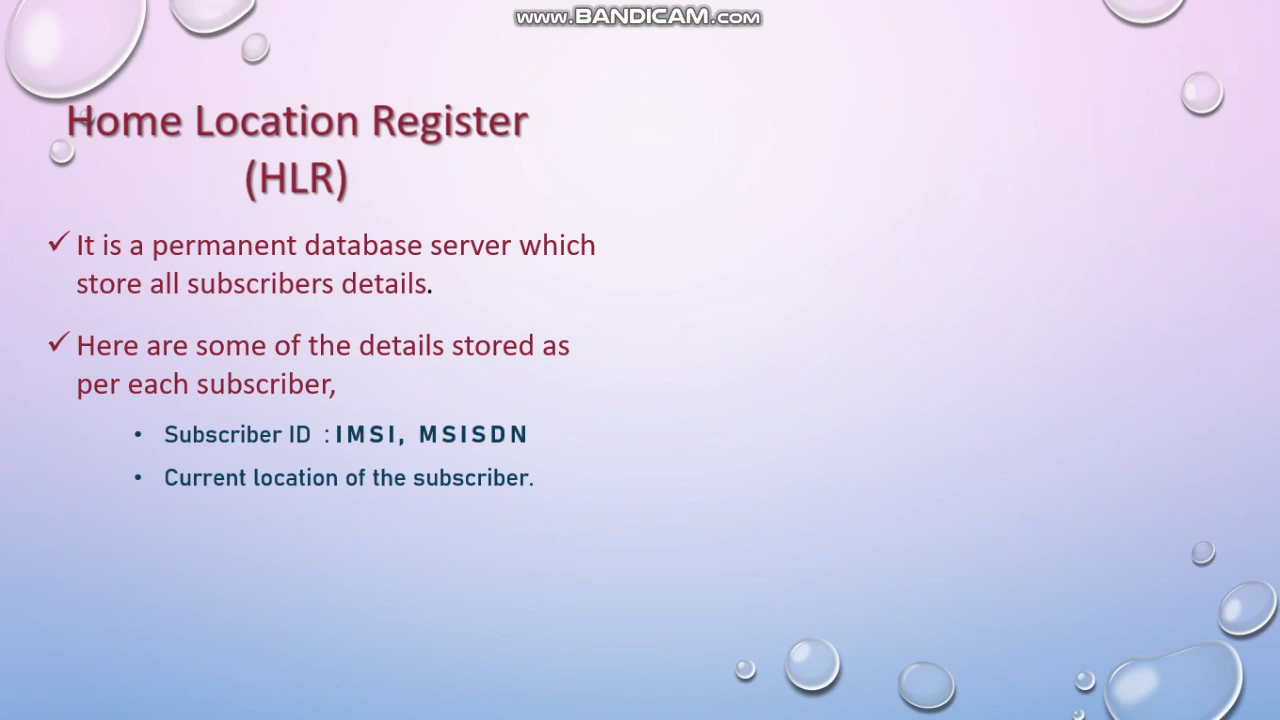 www.BANDICAM.com
Home Location Register
(HLR)
✓ It is a permanent database server which
store all subscribers details.
✓ Here are some of the details stored as
per each subscriber,
• Subscriber ID : IMSI, MSISDN
• Current location of the subscriber.